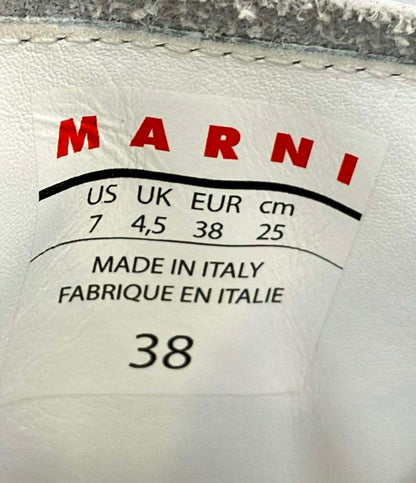 MARNI
US UK EUR cm
7 4,5 38 25
MADE IN ITALY
FABRIQUE EN ITALIE
38